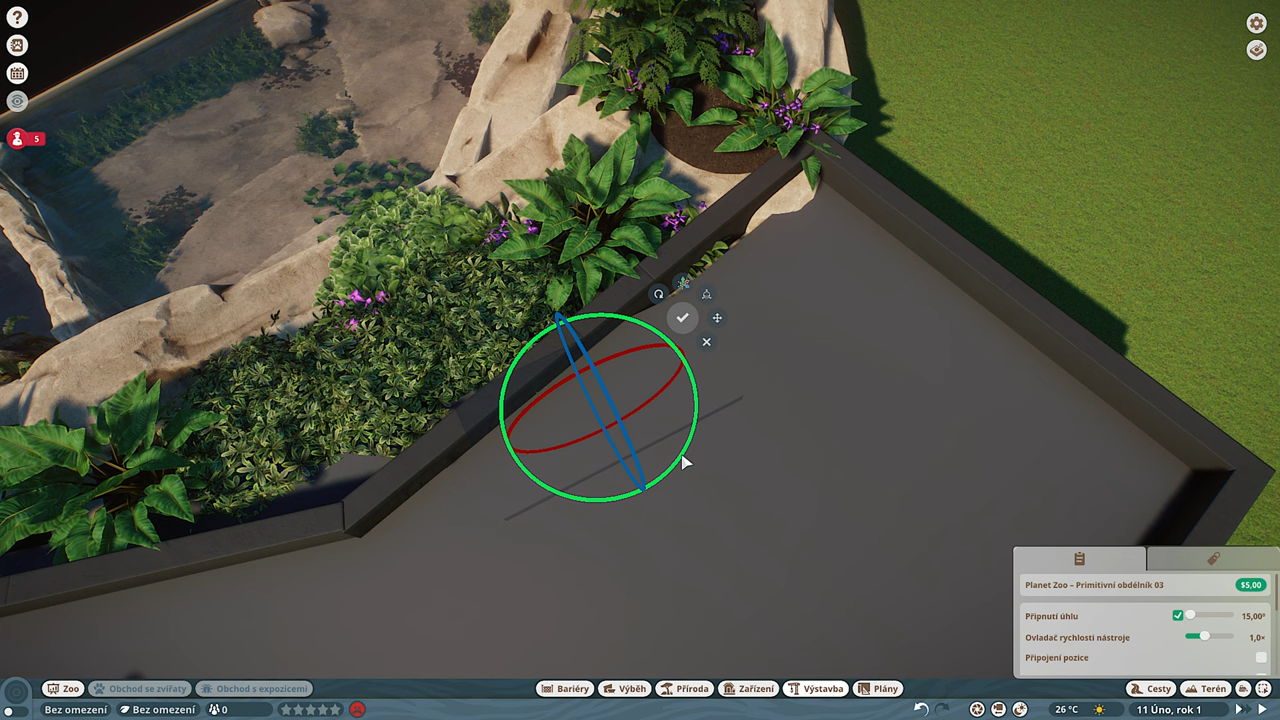 ?
5
Planet Zoo – Primitivní obdélník 03
$5,00
Připnutí úhlu
15,00°
Ovladač rychlosti nástroje
1,0×
Připojení pozice
Zoo
Obchod se zvířaty
Obchod s expozicemi
Bariéry
Výběh
Příroda
Zařízení
Výstavba
Plány
Cesty
Terén
Bez omezení
Bez omezení
0
26 °C
11 Úno, rok 1